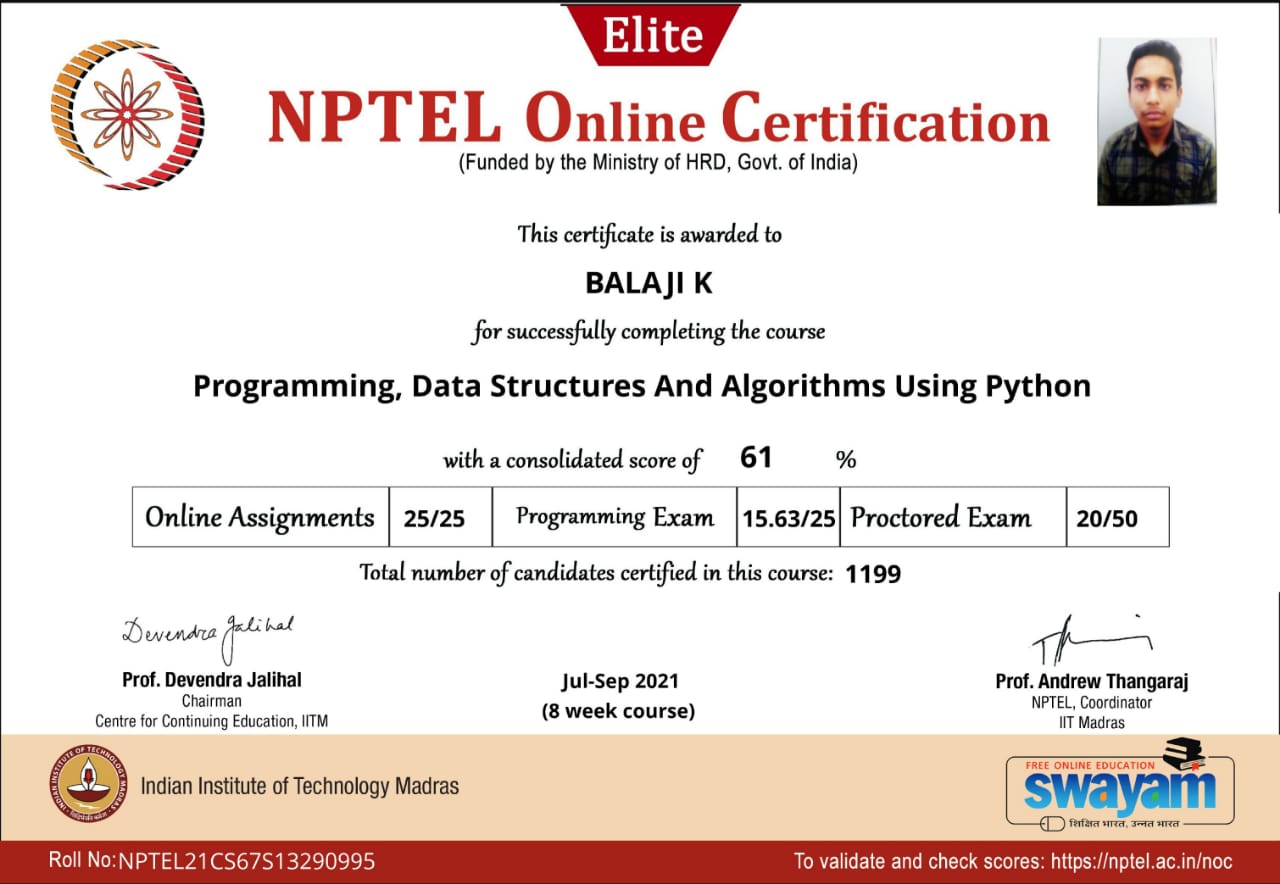 Elite
NPTEL Online Certification
(Funded by the Ministry of HRD, Govt. of India)
This certificate is awarded to
BALAJI K
for successfully completing the course
Programming, Data Structures And Algorithms Using Python
with a consolidated score of 61 %
Online Assignments 25/25 Programming Exam 15.63/25 Proctored Exam 20/50
Total number of candidates certified in this course: 1199
Devendra Jalihal
Prof. Devendra Jalihal
Chairman
Centre for Continuing Education, IITM
Jul-Sep 2021
(8 week course)
Prof. Andrew Thangaraj
NPTEL, Coordinator
IIT Madras
INDIAN INSTITUTE OF TECHNOLOGY MADRAS
Indian Institute of Technology Madras
FREE ONLINE EDUCATION
swayam
शिक्षित भारत, उन्नत भारत
Roll No:NPTEL21CS67S13290995
To validate and check scores: https://nptel.ac.in/noc